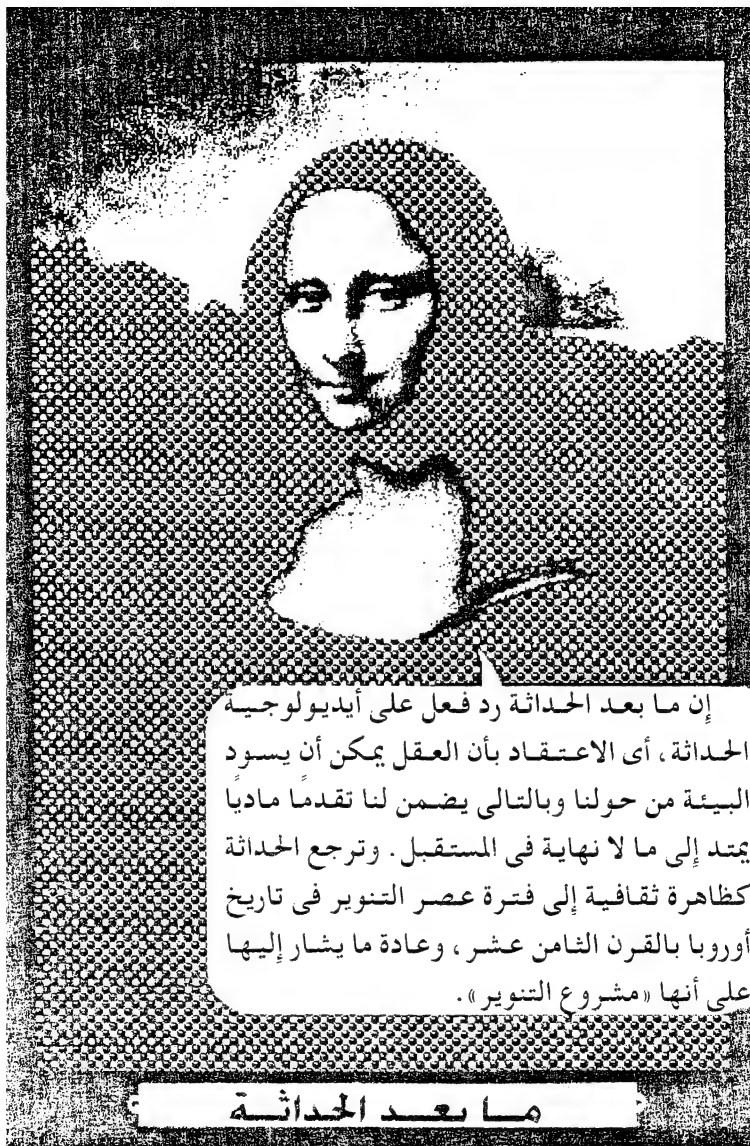 إن ما بعد الحداثة رد فعل على أيديولوجية
الحداثة، أى الاعتقاد بأن العقل يمكن أن يسود
البيئة من حولنا وبالتالى يضمن لنا تقدمًا ماديًا
يمتد إلى ما لا نهاية فى المستقبل. وترجع الحداثة
كظاهرة ثقافية إلى فترة عصر التنوير فى تاريخ
أوروبا بالقرن الثامن عشر، وعادة ما يشار إليها
على أنها «مشروع التنوير».
ما بعد الحداثة